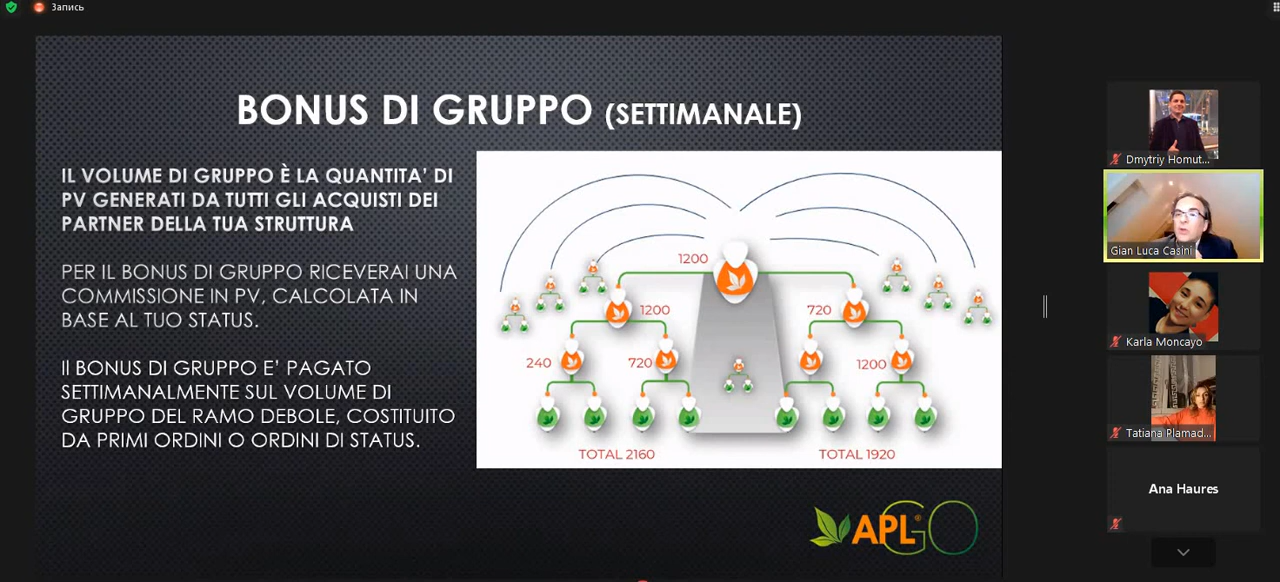 Запись
BONUS DI GRUPPO (SETTIMANALE)
IL VOLUME DI GRUPPO È LA QUANTITA' DI
PV GENERATI DA TUTTI GLI ACQUISTI DEI
PARTNER DELLA TUA STRUTTURA
PER IL BONUS DI GRUPPO RICEVERAI UNA
COMMISSIONE IN PV, CALCOLATA IN
BASE AL TUO STATUS.
Il BONUS DI GRUPPO E' PAGATO
SETTIMANALMENTE SUL VOLUME DI
GRUPPO DEL RAMO DEBOLE, COSTITUITO
DA PRIMI ORDINI O ORDINI DI STATUS.
1200
1200
720
240
720
1200
TOTAL 2160
TOTAL 1920
APL® GO
Dmytriy Homut...
Gian Luca Casini
Karla Moncayo
Tatiana Plamad...
Ana Haures